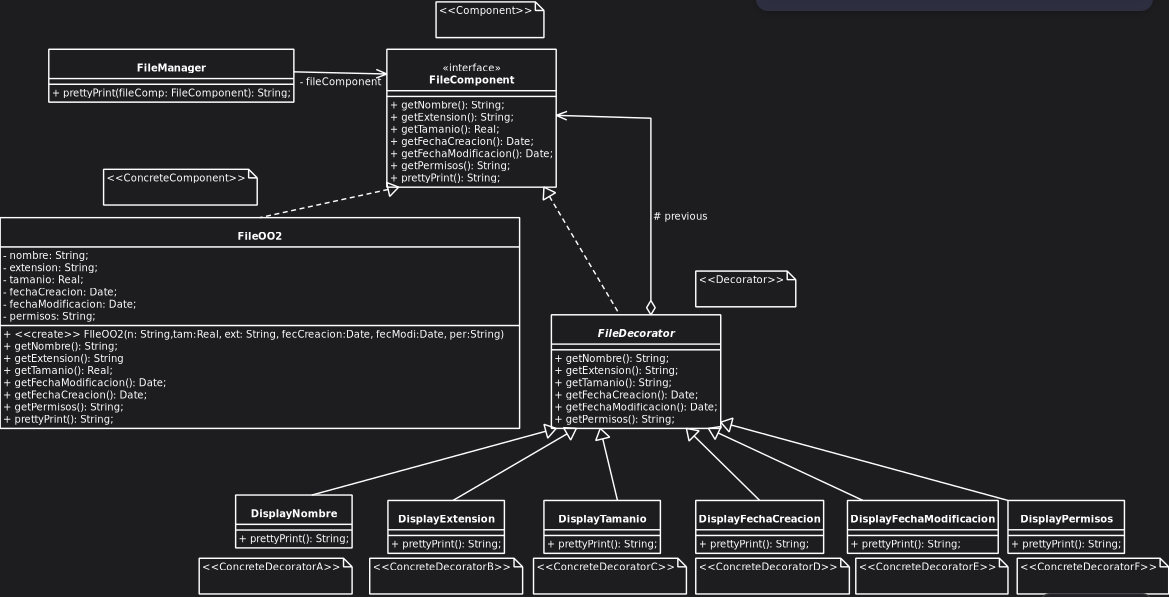 <<Component>>
FileManager
+ prettyPrint(fileComp: FileComponent): String;
- fileComponent
«interface»
FileComponent
+ getNombre(): String;
+ getExtension(): String;
+ getTamanio(): Real;
+ getFechaCreacion(): Date;
+ getFechaModificacion(): Date;
+ getPermisos(): String;
+ prettyPrint(): String;
<<ConcreteComponent>>
# previous
FileOO2
- nombre: String;
- extension: String;
- tamanio: Real;
- fechaCreacion: Date;
- fechaModificacion: Date;
- permisos: String;
+ <<create>> FIleOO2(n: String,tam:Real, ext: String, fecCreacion:Date, fecModi:Date, per:String)
+ getNombre(): String;
+ getExtension(): String
+ getTamanio(): Real;
+ getFechaModificacion(): Date;
+ getFechaCreacion(): Date;
+ getPermisos(): String;
+ prettyPrint(): String;
<<Decorator>>
FileDecorator
+ getNombre(): String;
+ getExtension(): String;
+ getTamanio(): String;
+ getFechaCreacion(): Date;
+ getFechaModificacion(): Date;
+ getPermisos(): String;
DisplayNombre
+ prettyPrint(): String;
<<ConcreteDecoratorA>>
DisplayExtension
+ prettyPrint(): String;
<<ConcreteDecoratorB>>
DisplayTamanio
+ prettyPrint(): String;
<<ConcreteDecoratorC>>
DisplayFechaCreacion
+ prettyPrint(): String;
<<ConcreteDecoratorD>>
DisplayFechaModificacion
+ prettyPrint(): String;
<<ConcreteDecoratorE>>
DisplayPermisos
+ prettyPrint(): String;
<<ConcreteDecoratorF>>